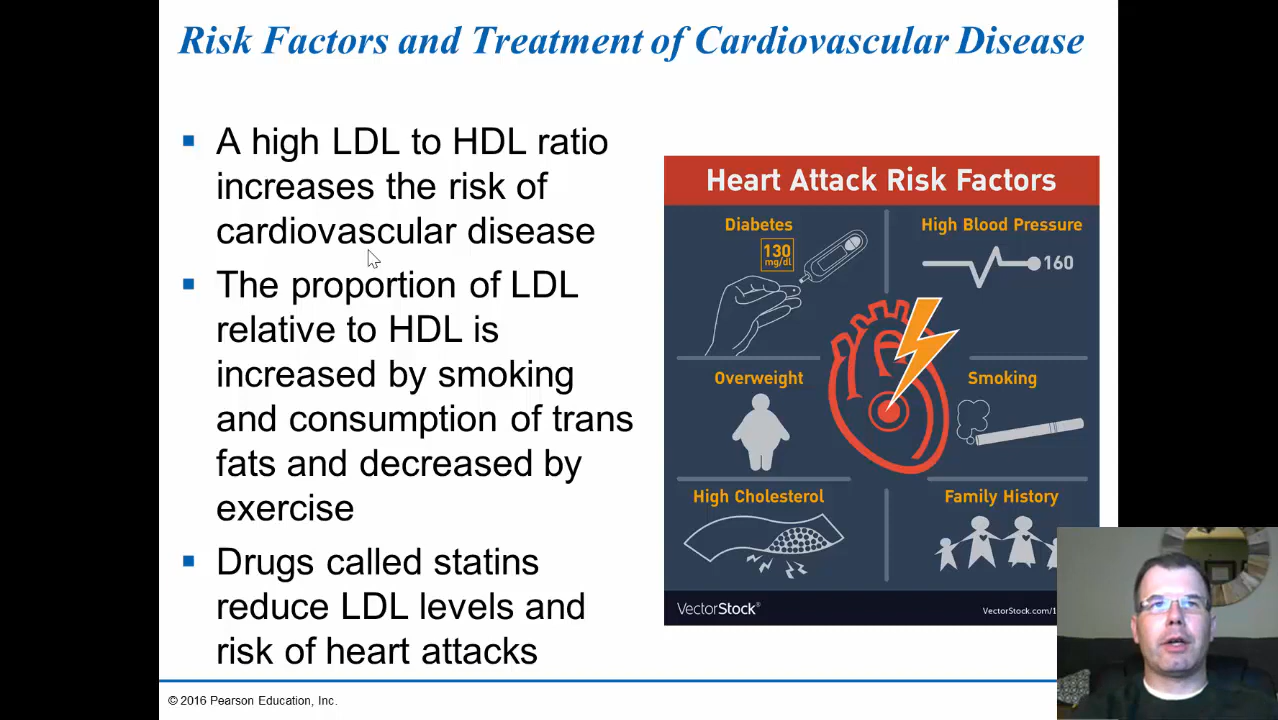 Risk Factors and Treatment of Cardiovascular Disease
A high LDL to HDL ratio
increases the risk of
cardiovascular disease
The proportion of LDL
relative to HDL is
increased by smoking
and consumption of trans
fats and decreased by
exercise
Drugs called statins
reduce LDL levels and
risk of heart attacks
Heart Attack Risk Factors
Diabetes
130
mg/dl
High Blood Pressure
160
Overweight
Smoking
High Cholesterol
Family History
VectorStock®
VectorStock.com/1
© 2016 Pearson Education, Inc.